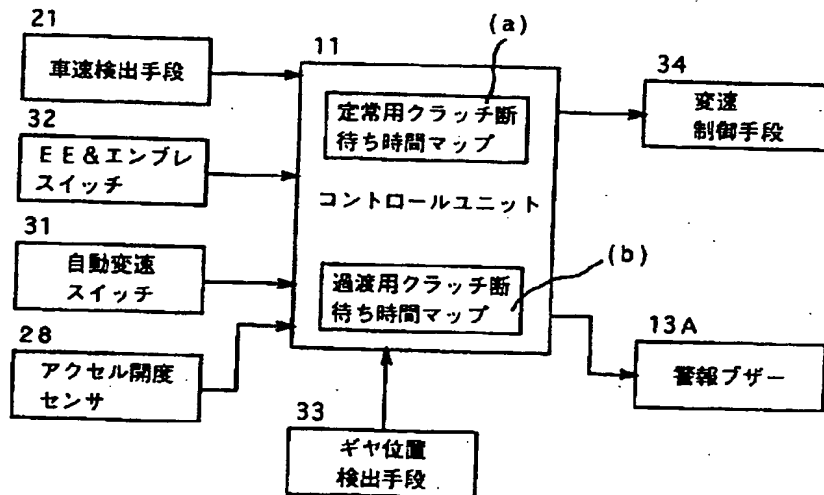 21
車速検出手段
32
EE&エンブレ
スイッチ
31
自動変速
スイッチ
28
アクセル開度
センサ
11
(a)
定常用クラッチ断
待ち時間マップ
コントロールユニット
過渡用クラッチ断
待ち時間マップ
(b)
33
ギヤ位置
検出手段
34
変速
制御手段
13A
警報ブザー